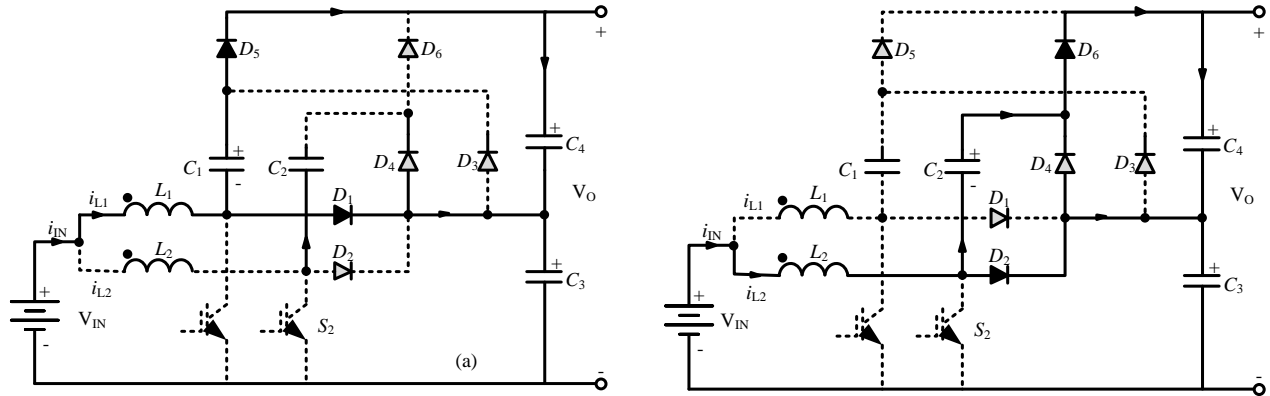 +
D5
D6
+
C1
-
C2
D4
D3
+
C4
VO
L1
iL1
D1
iIN
L2
D2
iL2
+
C3
+
VIN
-
S2
(a)
-
+
D5
D6
+
C1
C2
+
-
D4
D3
C4
VO
iL1
L1
D1
iIN
L2
D2
iL2
+
C3
+
VIN
-
S2
-